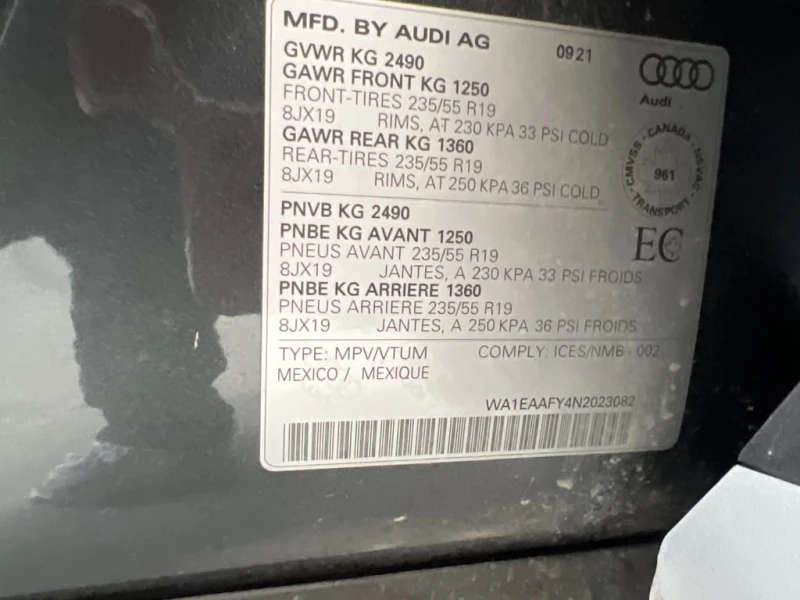 MFD. BY AUDI AG 0921
GVWR KG 2490
GAWR FRONT KG 1250
FRONT-TIRES 235/55 R19
8JX19 RIMS, AT 230 KPA 33 PSI COLD
GAWR REAR KG 1360
REAR-TIRES 235/55 R19
8JX19 RIMS, AT 250 KPA 36 PSI COLD
Audi
CANADA · NSVAC · TRANSPORT · CMVSS ·
961
EC
PNVB KG 2490
PNBE KG AVANT 1250
PNEUS AVANT 235/55 R19
8JX19 JANTES, A 230 KPA 33 PSI FROIDS
PNBE KG ARRIERE 1360
PNEUS ARRIERE 235/55 R19
8JX19 JANTES, A 250 KPA 36 PSI FROIDS
TYPE: MPV/VTUM COMPLY: ICES/NMB - 002
MEXICO / MEXIQUE
WA1EAAFY4N2023082